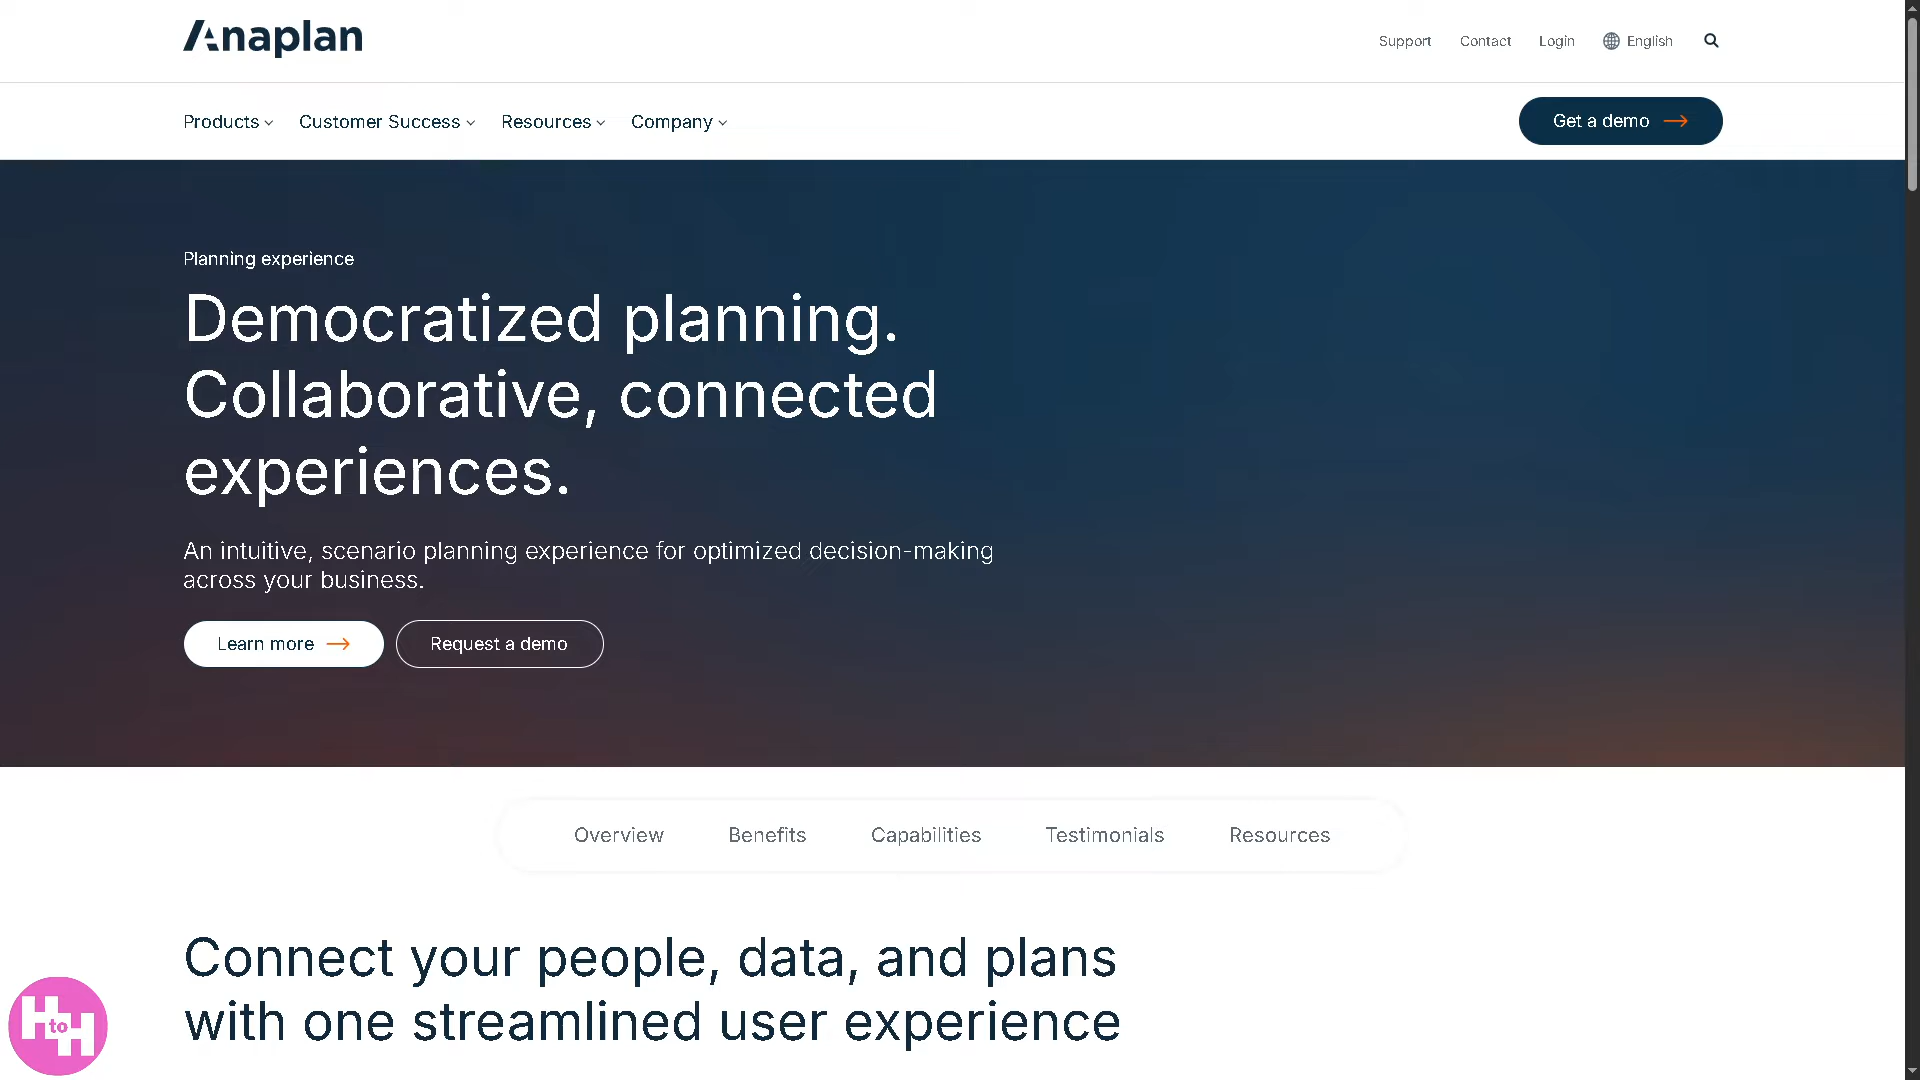 Anaplan
Support Contact Login English
Products Customer Success Resources Company
Get a demo
Planning experience
Democratized planning.
Collaborative, connected
experiences.
An intuitive, scenario planning experience for optimized decision-making
across your business.
Learn more
Request a demo
Overview Benefits Capabilities Testimonials Resources
Connect your people, data, and plans
with one streamlined user experience
H to H